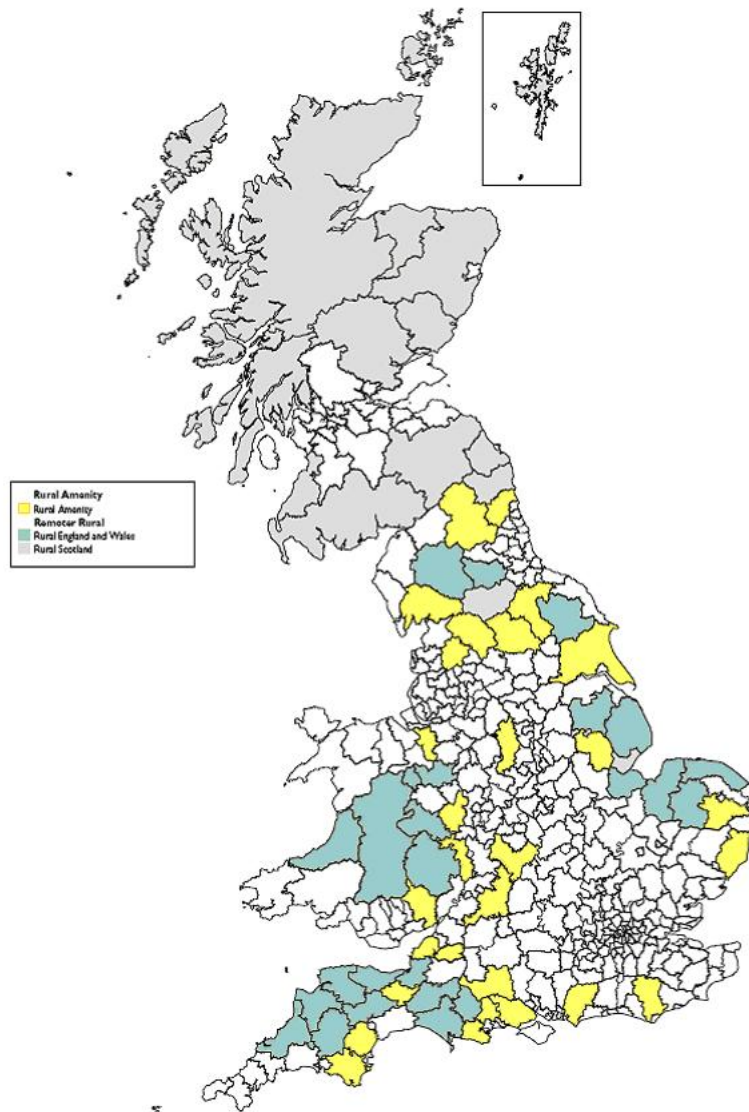 Rural Amenity
Rural Amenity
Remoter Rural
Rural England and Wales
Rural Scotland